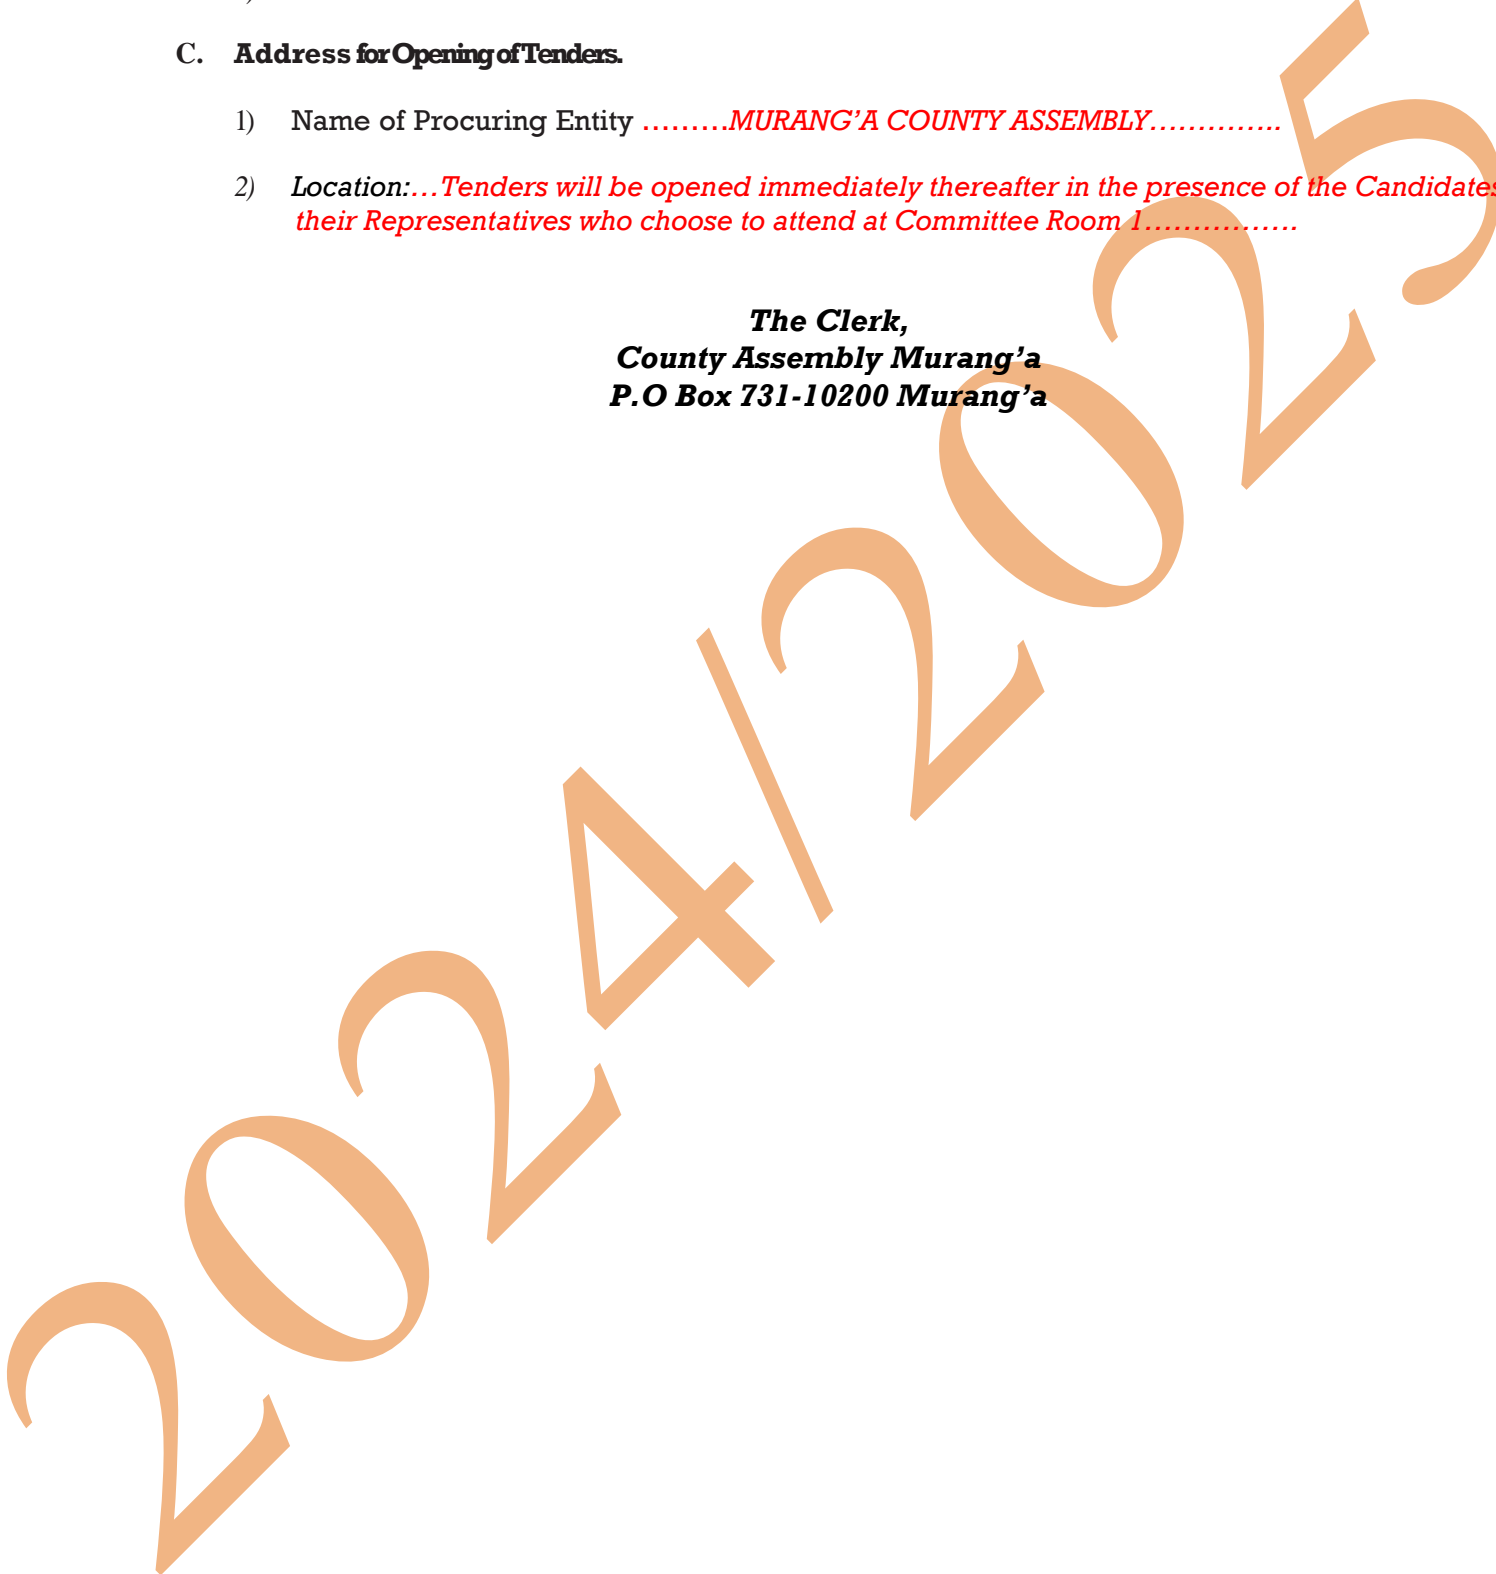 C. Address for Opening of Tenders.
1) Name of Procuring Entity .........MURANG’A COUNTY ASSEMBLY…………..
2) Location:…Tenders will be opened immediately thereafter in the presence of the Candidates
their Representatives who choose to attend at Committee Room 1…………….
The Clerk,
County Assembly Murang’a
P.O Box 731-10200 Murang’a
2024/2025